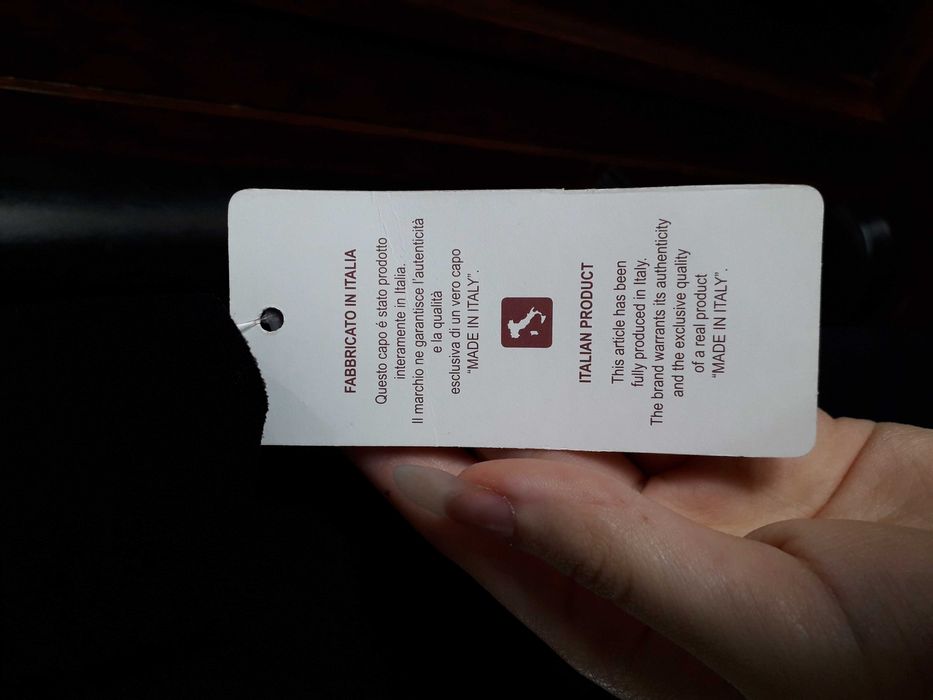 FABBRICATO IN ITALIA
Questo capo é stato prodotto
interamente in Italia.
Il marchio ne garantisce l'autenticità
e la qualità
esclusiva di un vero capo
“MADE IN ITALY”.
ITALIAN PRODUCT
This article has been
fully produced in Italy.
The brand warrants its authenticity
and the exclusive quality
of a real product
“MADE IN ITALY”.